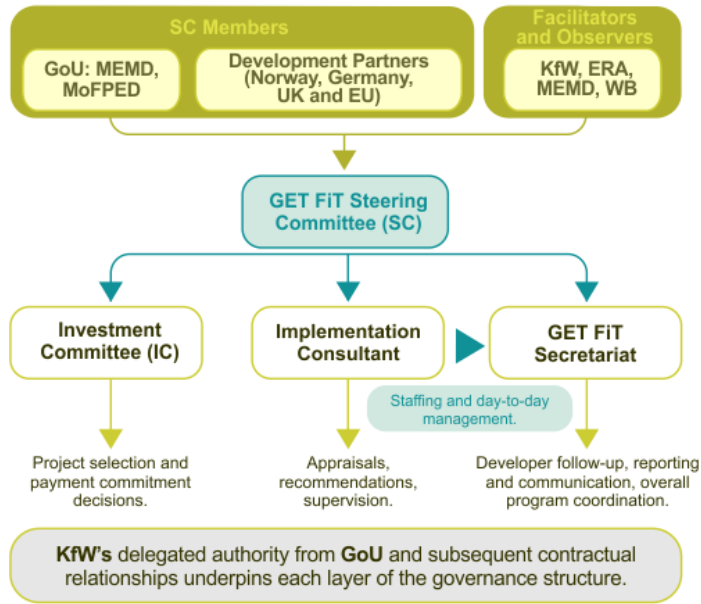 SC Members
GoU: MEMD,
MoFPED
Development Partners
(Norway, Germany,
UK and EU)
Facilitators
and Observers
KfW, ERA,
MEMD, WB
GET FiT Steering
Committee (SC)
Investment
Committee (IC)
Implementation
Consultant
GET FiT
Secretariat
Staffing and day-to-day
management.
Project selection and
payment commitment
decisions.
Appraisals,
recommendations,
supervision.
Developer follow-up, reporting
and communication, overall
program coordination.
KfW's delegated authority from GoU and subsequent contractual
relationships underpins each layer of the governance structure.